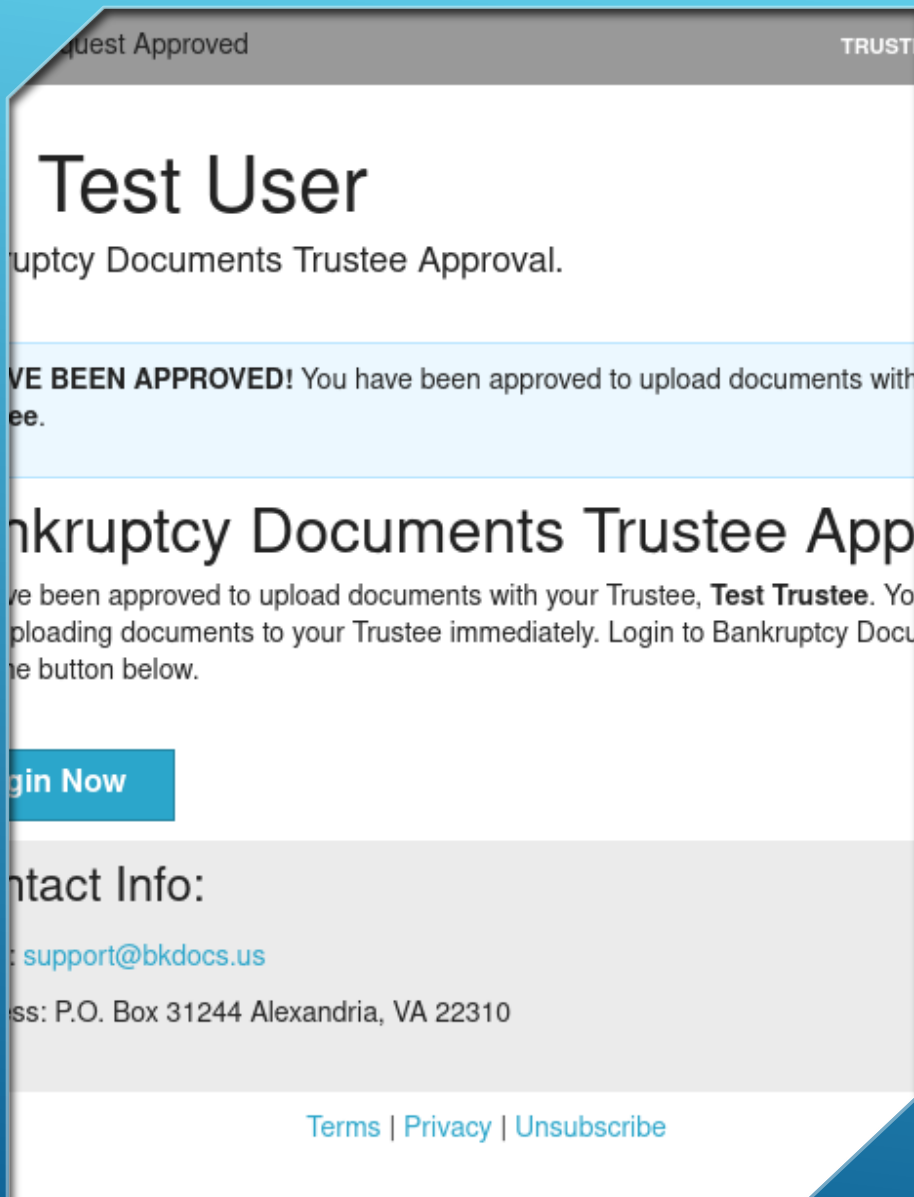 quest Approved TRUST
Test User
ruptcy Documents Trustee Approval.
VE BEEN APPROVED! You have been approved to upload documents with
ee.
nkruptcy Documents Trustee App
ve been approved to upload documents with your Trustee, Test Trustee. Yo
ploading documents to your Trustee immediately. Login to Bankruptcy Docu
e button below.
gin Now
ntact Info:
: support@bkdocs.us
ess: P.O. Box 31244 Alexandria, VA 22310
Terms | Privacy | Unsubscribe